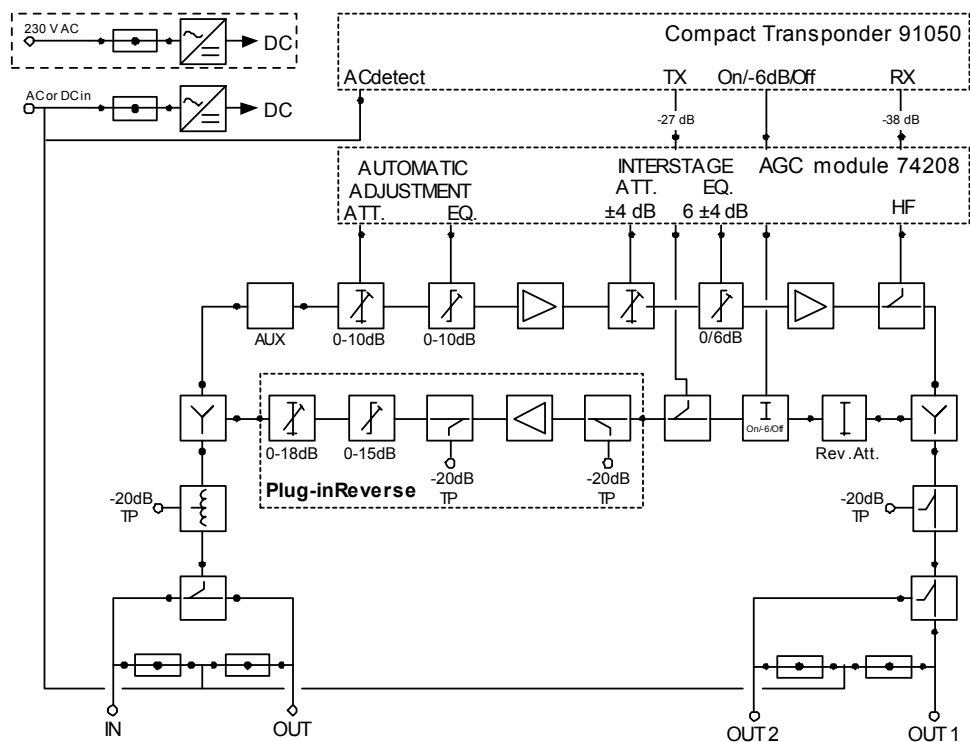 230 V AC
DC
AC or DC in
DC
Compact Transponder 91050
ACdetect
TX
On/-6dB/Off
RX
-27 dB
-38 dB
AUTOMATIC
ADJUSTMENT
ATT.
EQ.
INTERSTAGE
ATT.
EQ.
±4 dB
6 ±4 dB
AGC module 74208
HF
AUX
0-10dB
0-10dB
0/6dB
0-18dB
0-15dB
-20dB
TP
-20dB
TP
Plug-inReverse
On/-6/Off
Rev.Att.
-20dB
TP
-20dB
TP
IN
OUT
OUT 2
OUT 1